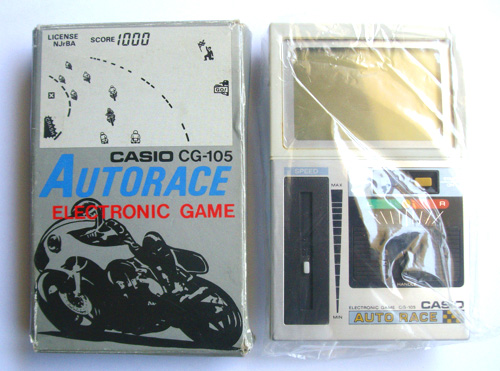 LICENSE
NJrBA
SCORE 1000
CASIO CG-105
AUTORACE
ELECTRONIC GAME
SPEED
MAX
MIN
L
R
ELECTRONIC GAME CG-105 CASIO
AUTO RACE